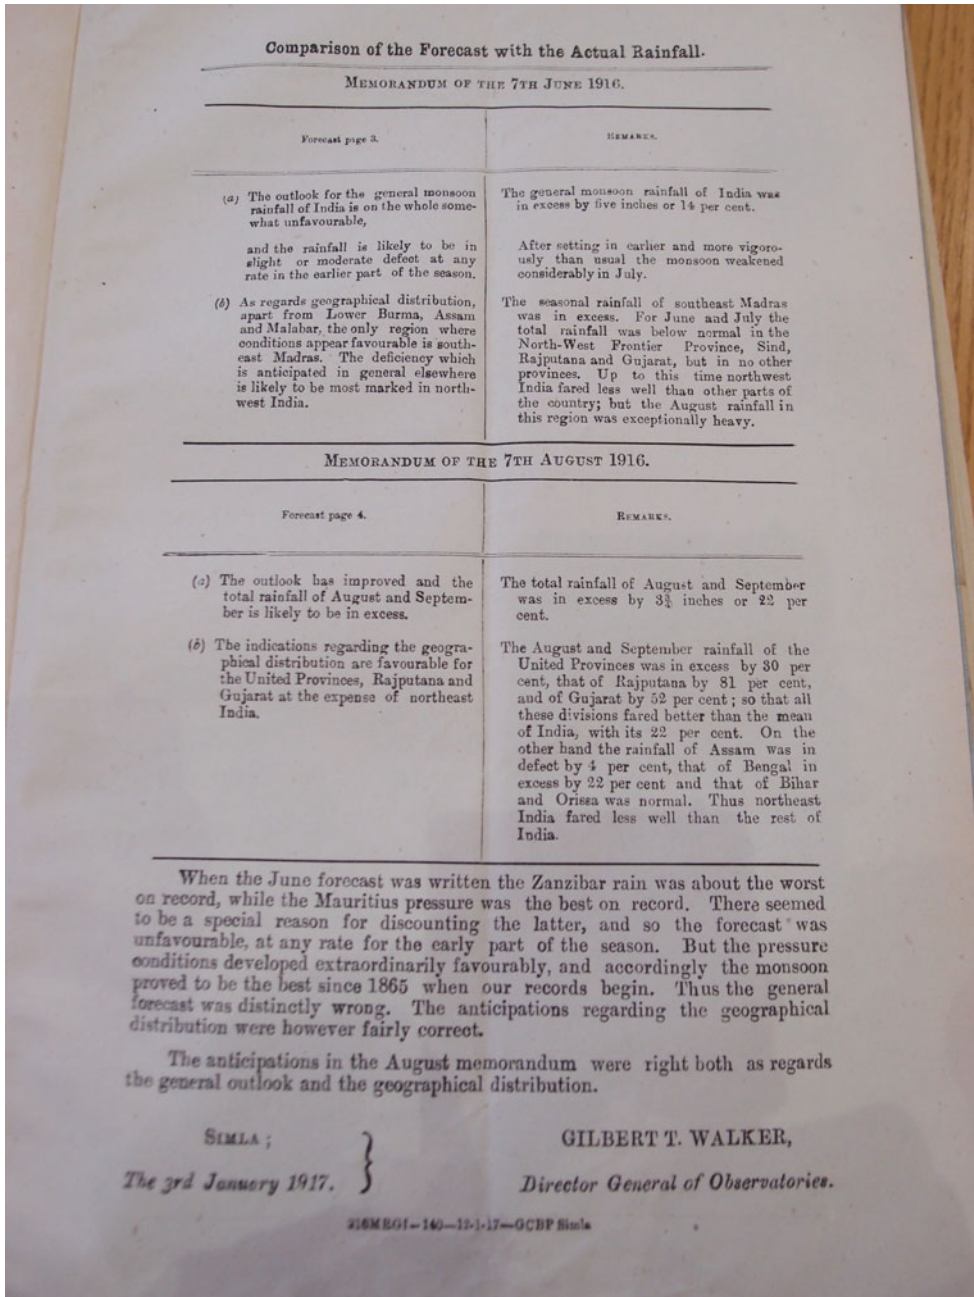 Comparison of the Forecast with the Actual Rainfall.
MEMORANDUM OF THE 7TH JUNE 1916.
Forecast page 3.
REMARKS.
(a) The outlook for the general monsoon
rainfall of India is on the whole some-
what unfavourable,
and the rainfall is likely to be in
slight or moderate defect at any
rate in the earlier part of the season.
(b) As regards geographical distribution,
apart from Lower Burma, Assam
and Malabar, the only region where
conditions appear favourable is south-
east Madras. The deficiency which
is anticipated in general elsewhere
is likely to be most marked in north-
west India.
The general monsoon rainfall of India was
in excess by five inches or 14 per cent.
After setting in earlier and more vigoro-
usly than usual the monsoon weakened
considerably in July.
The seasonal rainfall of southeast Madras
was in excess. For June and July the
total rainfall was below normal in the
North-West Frontier Province, Sind,
Rajputana and Gujarat, but in no other
provinces. Up to this time northwest
India fared less well than other parts of
the country; but the August rainfall in
this region was exceptionally heavy.
MEMORANDUM OF THE 7TH AUGUST 1916.
Forecast page 4.
REMARKS.
(a) The outlook has improved and the
total rainfall of August and Septem-
ber is likely to be in excess.
(b) The indications regarding the geogra-
phical distribution are favourable for
the United Provinces, Rajputana and
Gujarat at the expense of northeast
India.
The total rainfall of August and September
was in excess by 3¾ inches or 22 per
cent.
The August and September rainfall of the
United Provinces was in excess by 30 per
cent, that of Rajputana by 81 per cent,
and of Gujarat by 52 per cent; so that all
these divisions fared better than the mean
of India, with its 22 per cent. On the
other hand the rainfall of Assam was in
defect by 4 per cent, that of Bengal in
excess by 22 per cent and that of Bihar
and Orissa was normal. Thus northeast
India fared less well than the rest of
India.
When the June forecast was written the Zanzibar rain was about the worst
on record, while the Mauritius pressure was the best on record. There seemed
to be a special reason for discounting the latter, and so the forecast was
unfavourable, at any rate for the early part of the season. But the pressure
conditions developed extraordinarily favourably, and accordingly the monsoon
proved to be the best since 1865 when our records begin. Thus the general
forecast was distinctly wrong. The anticipations regarding the geographical
distribution were however fairly correct.
The anticipations in the August memorandum were right both as regards
the general outlook and the geographical distribution.
SIMLA;
The 3rd January 1917.
GILBERT T. WALKER,
Director General of Observatories.
GCBP Simla